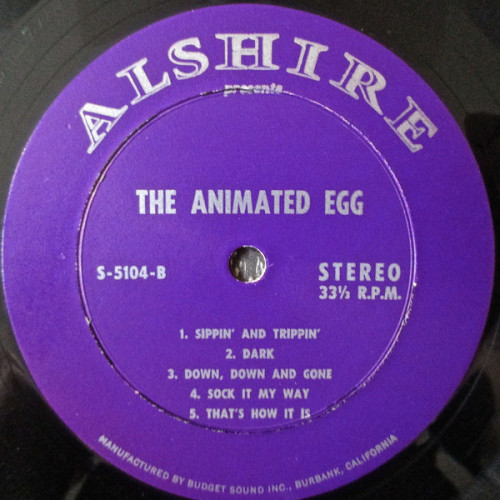 ALSHIRE
presents
THE ANIMATED EGG
S-5104-B
STEREO
33⅓ R.P.M.
1. SIPPIN' AND TRIPPIN'
2. DARK
3. DOWN, DOWN AND GONE
4. SOCK IT MY WAY
5. THAT'S HOW IT IS
MANUFACTURED BY BUDGET SOUND INC., BURBANK, CALIFORNIA